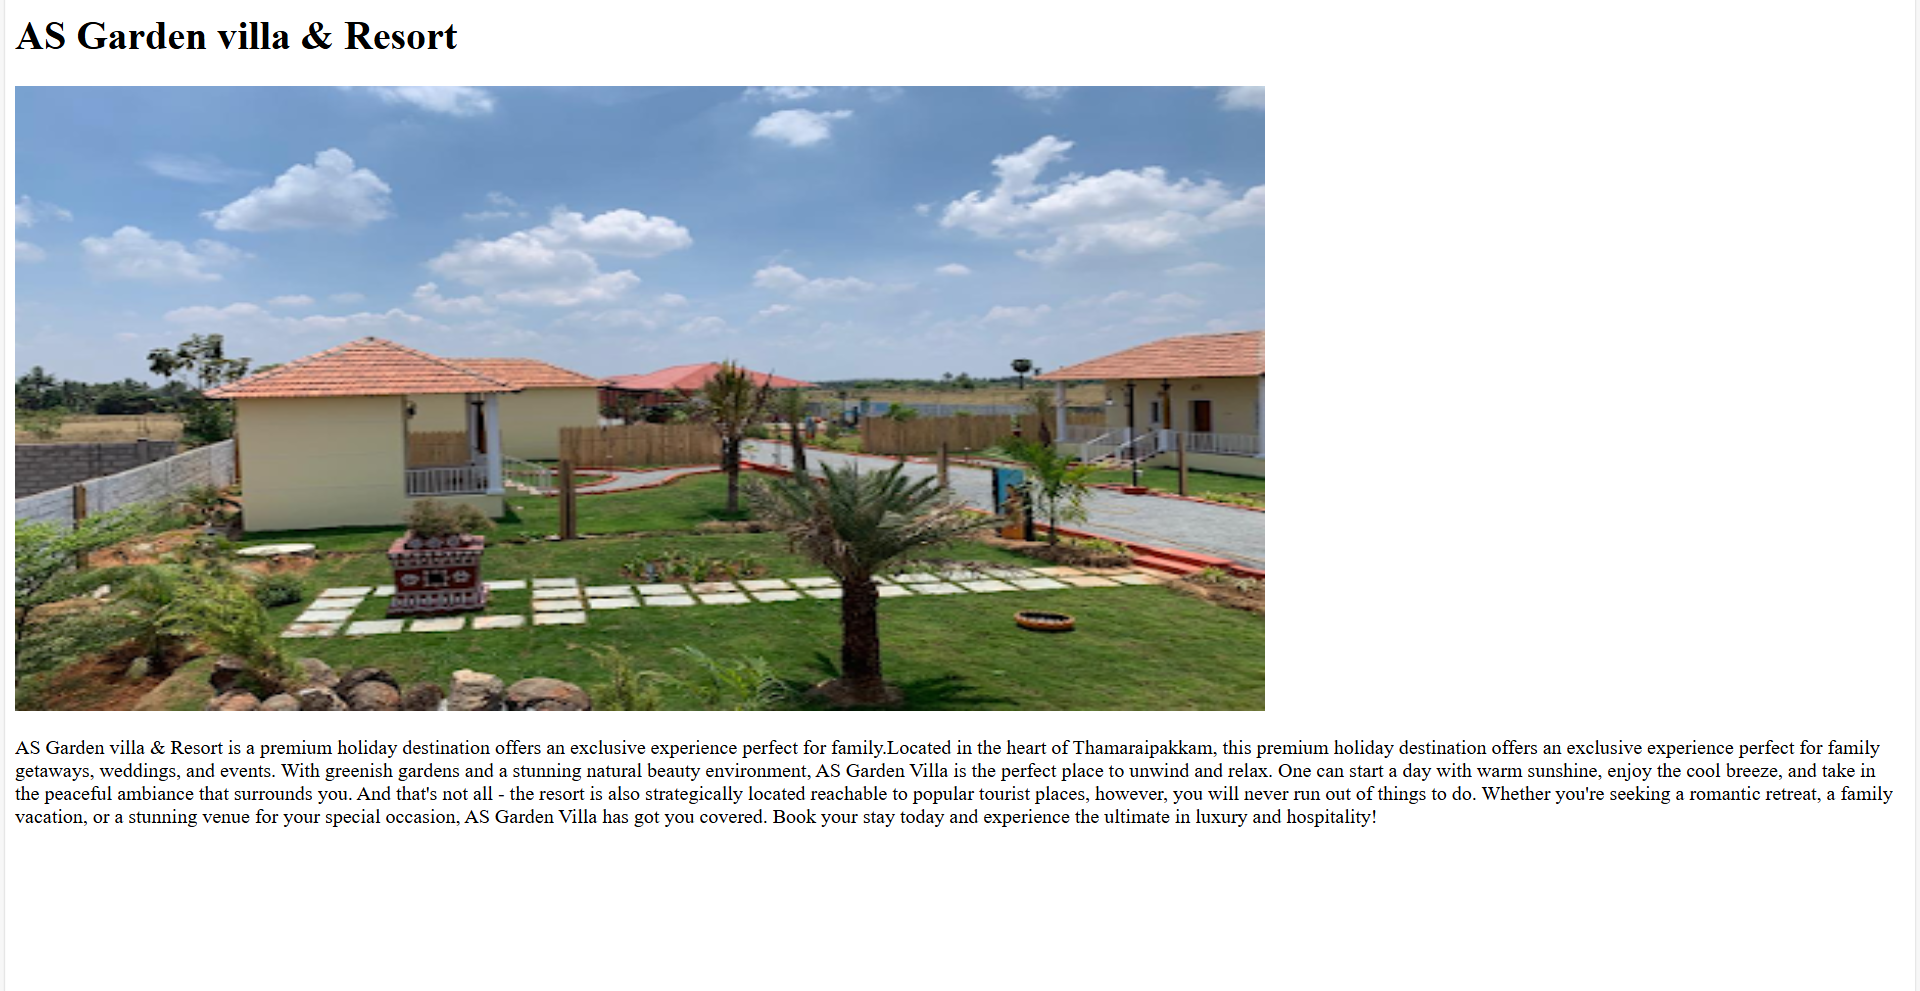 AS Garden villa & Resort
AS Garden villa & Resort is a premium holiday destination offers an exclusive experience perfect for family.Located in the heart of Thamaraipakkam, this premium holiday destination offers an exclusive experience perfect for family
getaways, weddings, and events. With greenish gardens and a stunning natural beauty environment, AS Garden Villa is the perfect place to unwind and relax. One can start a day with warm sunshine, enjoy the cool breeze, and take in
the peaceful ambiance that surrounds you. And that's not all - the resort is also strategically located reachable to popular tourist places, however, you will never run out of things to do. Whether you're seeking a romantic retreat, a family
vacation, or a stunning venue for your special occasion, AS Garden Villa has got you covered. Book your stay today and experience the ultimate in luxury and hospitality!